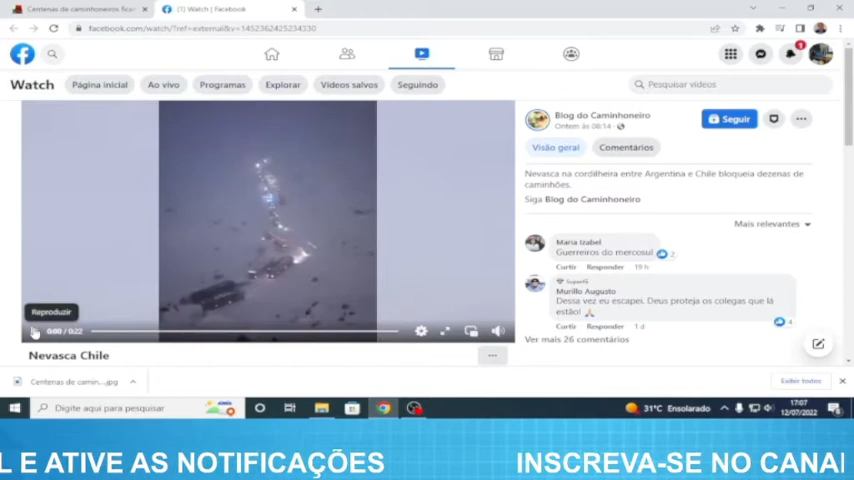 Centenas de caminhoneiros ficar
(1) Watch | Facebook
facebook.com/watch/?ref=external&v=1452362425234330
1
Watch
Página inicial
Ao vivo
Programas
Explorar
Vídeos salvos
Seguindo
Pesquisar vídeos
Blog do Caminhoneiro
Ontem às 08:14
Seguir
Visão geral
Comentários
Nevasca na cordilheira entre Argentina e Chile bloqueia dezenas de
caminhões.
Siga Blog do Caminhoneiro
Mais relevantes
Maria Izabel
Guerreiros do mercosul
2
Curtir Responder 19 h
Superfã
Murillo Augusto
Dessa vez eu escapei. Deus proteja os colegas que lá
estão! 🙏
4
Curtir Responder 1 d
Ver mais 26 comentários
Reproduzir
0:00 / 0:22
Nevasca Chile
Centenas de camin....jpg
Exibir todos
Digite aqui para pesquisar
31°C Ensolarado
17:07
12/07/2022
L E ATIVE AS NOTIFICAÇÕES
INSCREVA-SE NO CANAL